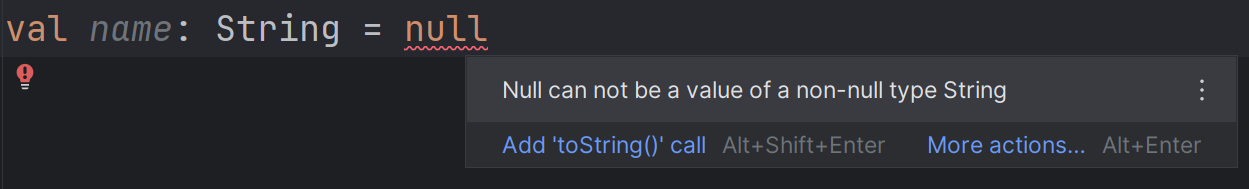 val name: String = null
Null can not be a value of a non-null type String
Add 'toString()' call Alt+Shift+Enter More actions... Alt+Enter